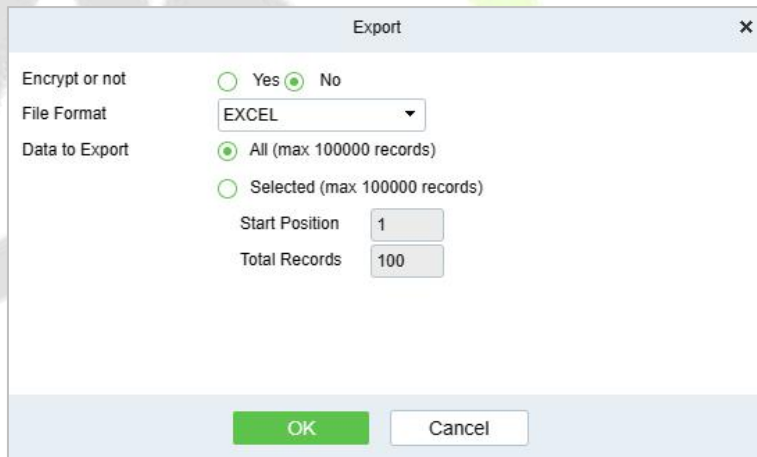 Export
Encrypt or not Yes No
File Format EXCEL
Data to Export All (max 100000 records)
Selected (max 100000 records)
Start Position 1
Total Records 100
OK Cancel